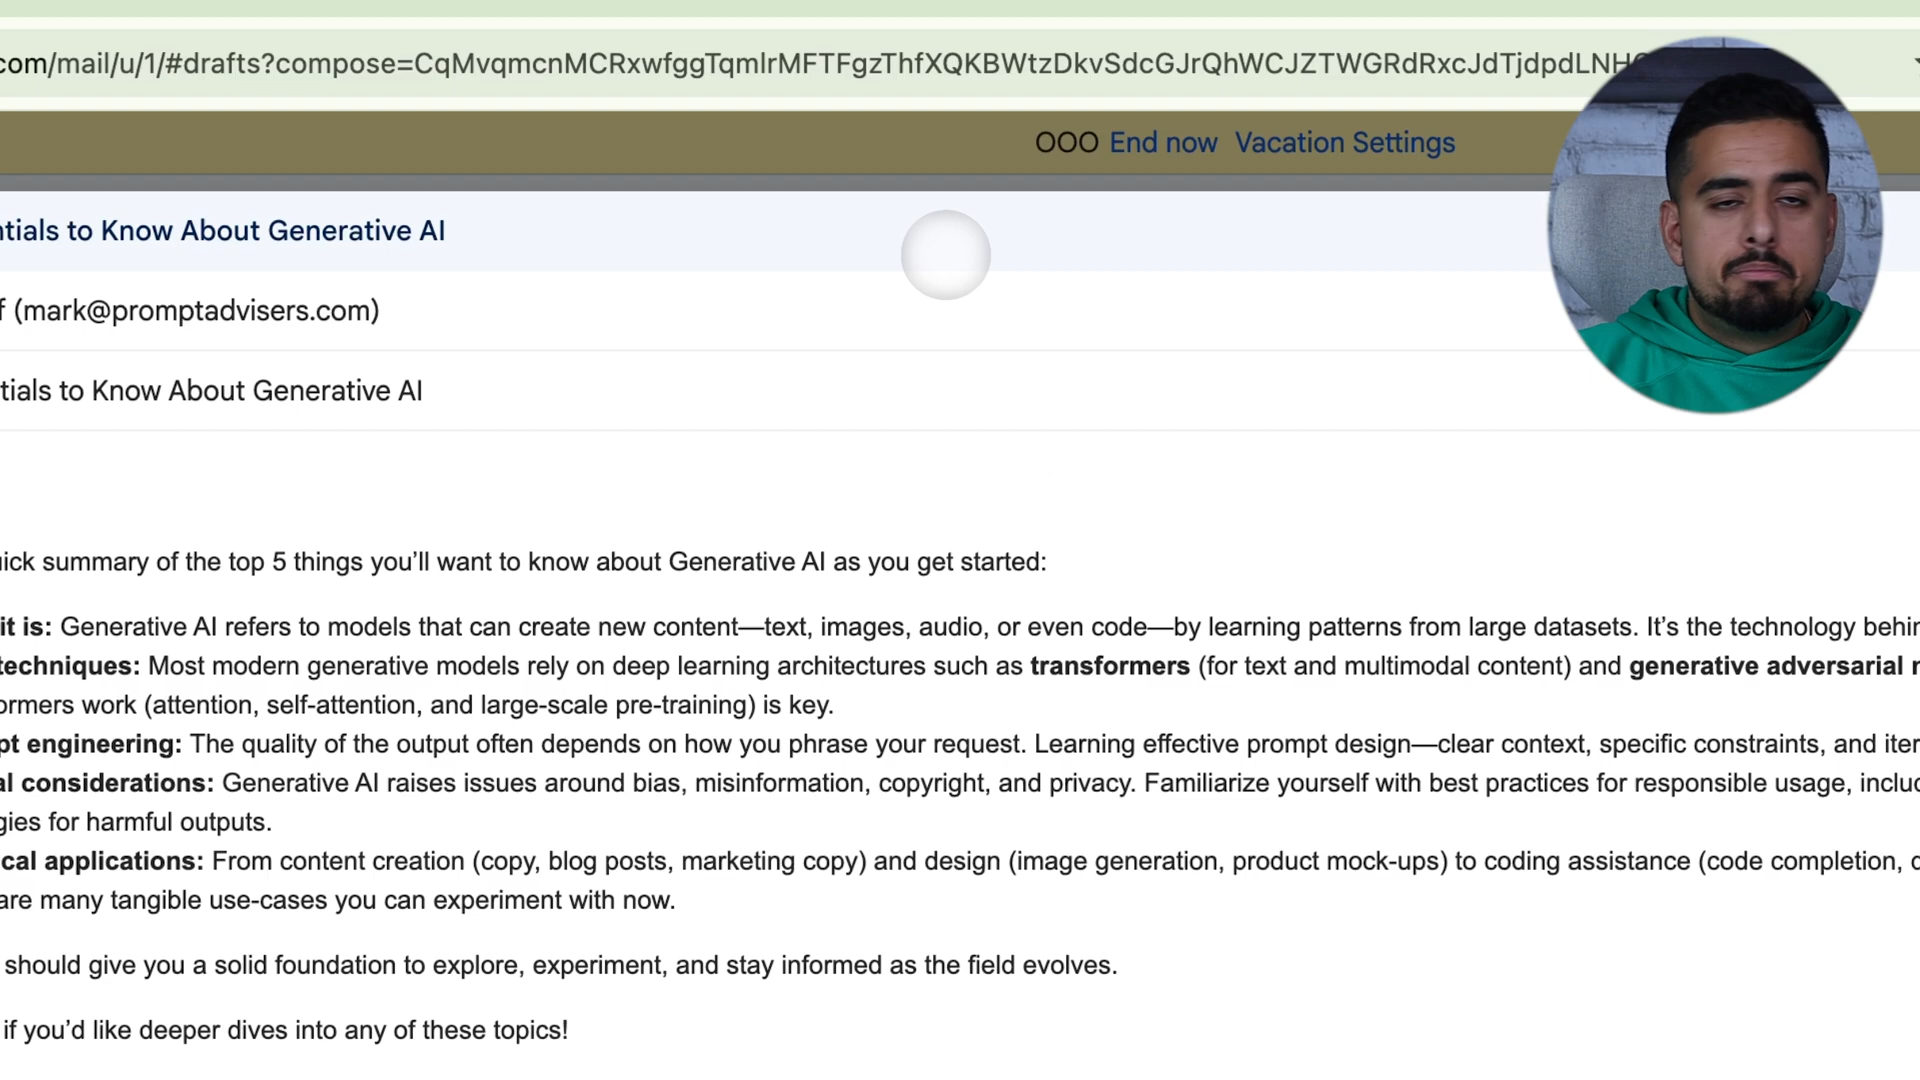 com/mail/u/1/#drafts?compose=CqMvqmcnMCRxwfggTqmlrMFTFgzThfXQKBWtzDkvSdcGJrQhWCJZTWGRdRxcJdTjdpdLNH
OOO End now Vacation Settings
ntials to Know About Generative AI
f (mark@promptadvisers.com)
tials to Know About Generative AI
uick summary of the top 5 things you’ll want to know about Generative AI as you get started:
it is: Generative AI refers to models that can create new content—text, images, audio, or even code—by learning patterns from large datasets. It’s the technology behin
techniques: Most modern generative models rely on deep learning architectures such as transformers (for text and multimodal content) and generative adversarial
ormers work (attention, self-attention, and large-scale pre-training) is key.
pt engineering: The quality of the output often depends on how you phrase your request. Learning effective prompt design—clear context, specific constraints, and iter
al considerations: Generative AI raises issues around bias, misinformation, copyright, and privacy. Familiarize yourself with best practices for responsible usage, includ
gies for harmful outputs.
cal applications: From content creation (copy, blog posts, marketing copy) and design (image generation, product mock-ups) to coding assistance (code completion,
are many tangible use-cases you can experiment with now.
should give you a solid foundation to explore, experiment, and stay informed as the field evolves.
if you’d like deeper dives into any of these topics!